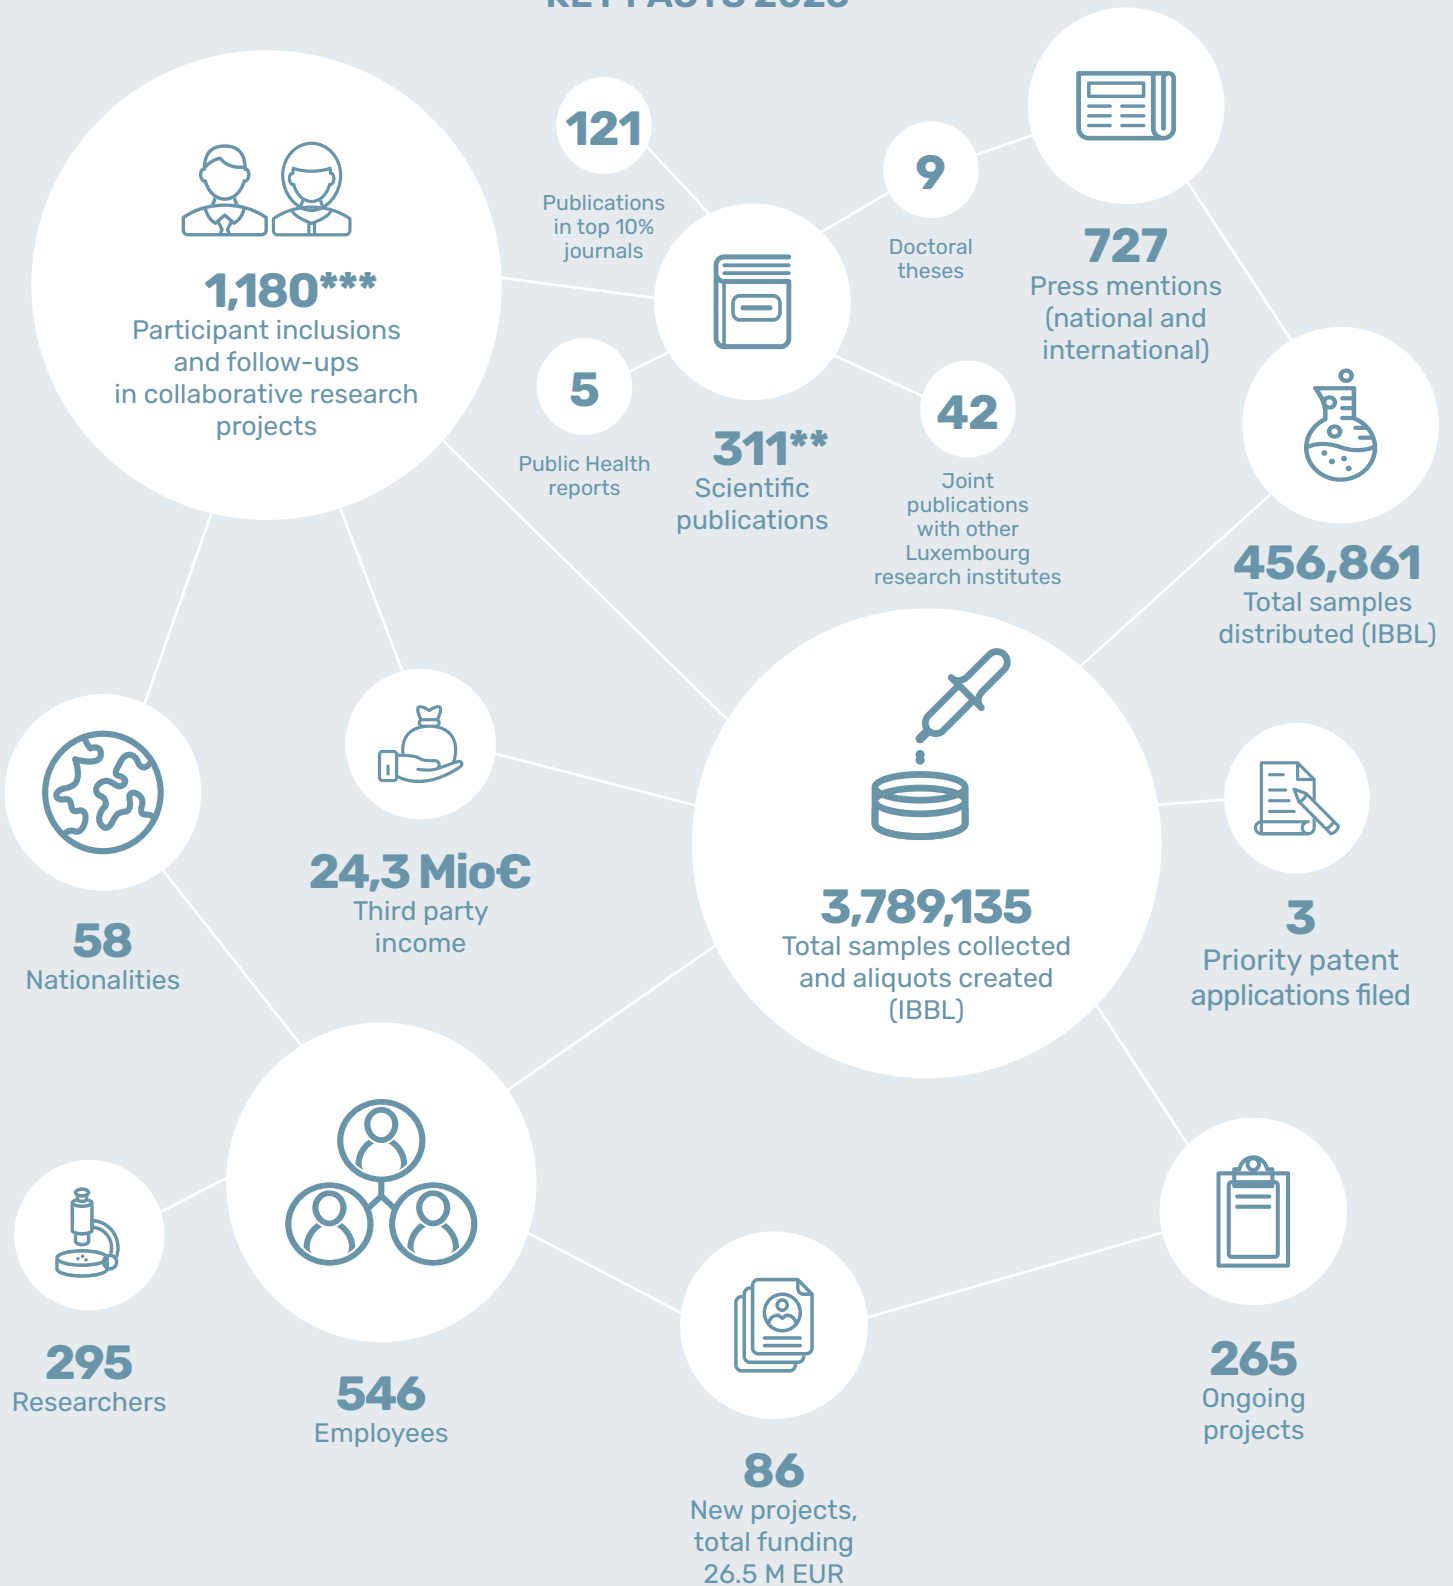 KEY FACTS 2023
1,180***
Participant inclusions
and follow-ups
in collaborative research
projects
121
Publications
in top 10%
journals
9
Doctoral
theses
727
Press mentions
(national and
international)
5
Public Health
reports
311**
Scientific
publications
42
Joint
publications
with other
Luxembourg
research institutes
456,861
Total samples
distributed (IBBL)
58
Nationalities
24,3 Mio€
Third party
income
3,789,135
Total samples collected
and aliquots created
(IBBL)
3
Priority patent
applications filed
295
Researchers
546
Employees
86
New projects,
total funding
26.5 M EUR
265
Ongoing
projects